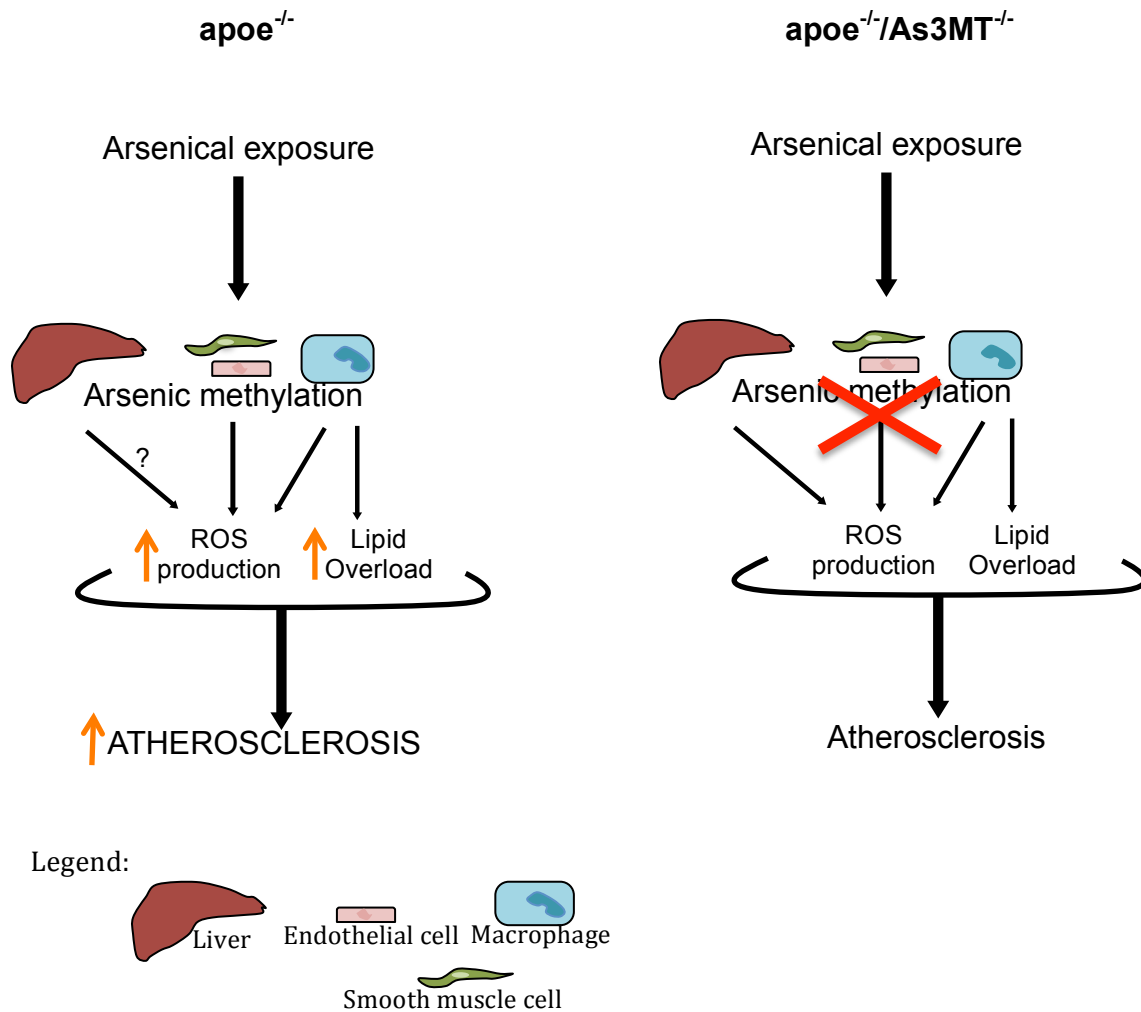 apoe-/-
apoe-/-/As3MT-/-
Arsenical exposure
Arsenical exposure
Arsenic methylation
Arsenic methylation
?
ROS
production
Lipid
Overload
ROS
production
Lipid
Overload
ATHEROSCLEROSIS
Atherosclerosis
Legend:
Liver
Endothelial cell
Macrophage
Smooth muscle cell